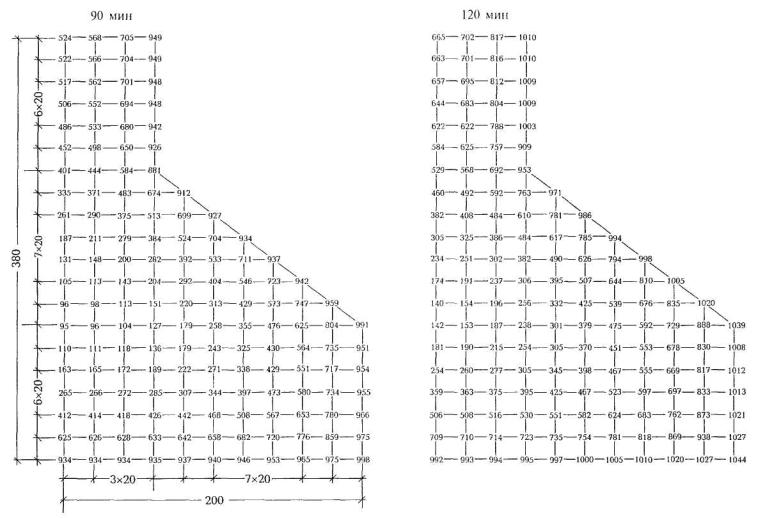 90 мин 120 мин
524 568 705 949 665 702 817 1010
522 566 704 949 663 701 816 1010
517 562 701 948 657 695 812 1009
506 552 694 948 644 683 804 1009
486 533 680 942 622 622 788 1003
452 498 650 926 584 625 757 909
401 444 584 881 529 568 692 953
335 371 483 674 912 460 492 592 763 971
261 290 375 513 699 927 382 408 484 610 781 986
187 211 279 384 524 704 934 305 325 386 484 617 785 994
131 148 200 282 392 533 711 937 234 251 302 382 490 626 794 998
105 113 143 204 292 404 546 723 942 174 191 237 306 395 507 644 810 1005
96 98 113 151 220 313 429 573 747 959 140 154 196 256 332 425 539 676 835 1020
95 96 104 127 179 258 355 476 625 804 991 142 153 187 238 301 379 475 592 729 888 1039
110 111 118 136 179 243 325 430 564 735 951 181 190 215 254 305 370 451 553 678 830 1008
163 165 172 189 222 271 338 429 551 717 954 254 260 277 305 345 398 467 555 669 817 1012
265 266 272 285 307 344 397 473 580 734 955 359 363 375 395 425 467 523 597 697 833 1013
412 414 418 426 442 468 508 567 653 780 966 506 508 516 530 551 582 624 683 762 873 1021
625 626 628 633 642 658 682 720 776 859 975 709 710 714 723 735 754 781 818 869 938 1027
934 934 934 935 937 940 946 953 965 975 998 992 993 994 995 997 1000 1005 1010 1020 1027 1044
6×20
7×20
6×20
380
3×20 7×20
200